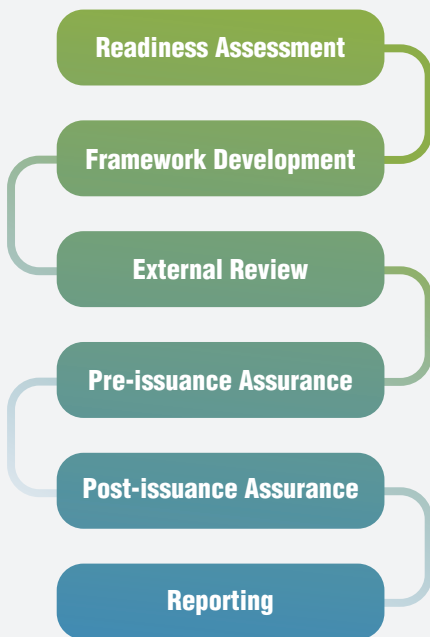 Readiness Assessment
Framework Development
External Review
Pre-issuance Assurance
Post-issuance Assurance
Reporting